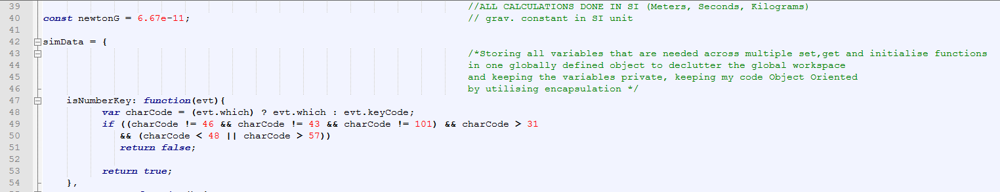 39 //ALL CALCULATIONS DONE IN SI (Meters, Seconds, Kilograms)
40 const newtonG = 6.67e-11; // grav. constant in SI unit
41
42 simData = {
43 /*Storing all variables that are needed across multiple set,get and initialise functions
44 in one globally defined object to declutter the global workspace
45 and keeping the variables private, keeping my code Object Oriented
46 by utilising encapsulation */
47 isNumberKey: function(evt){
48 var charCode = (evt.which) ? evt.which : evt.keyCode;
49 if ((charCode != 46 && charCode != 43 && charCode != 101) && charCode > 31
50 && (charCode < 48 || charCode > 57))
51 return false;
52
53 return true;
54 },